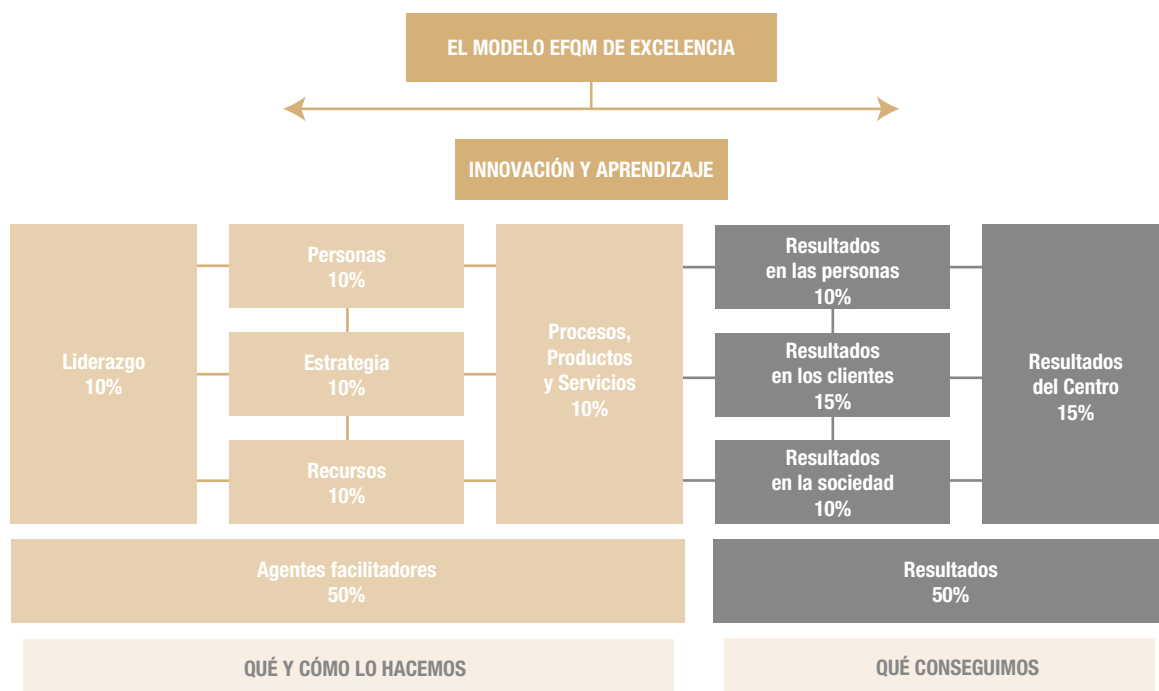 EL MODELO EFQM DE EXCELENCIA
INNOVACIÓN Y APRENDIZAJE
Liderazgo
10%
Personas
10%
Estrategia
10%
Recursos
10%
Procesos,
Productos
y Servicios
10%
Resultados
en las personas
10%
Resultados
en los clientes
15%
Resultados
en la sociedad
10%
Resultados
del Centro
15%
Agentes facilitadores
50%
Resultados
50%
QUÉ Y CÓMO LO HACEMOS
QUÉ CONSEGUIMOS